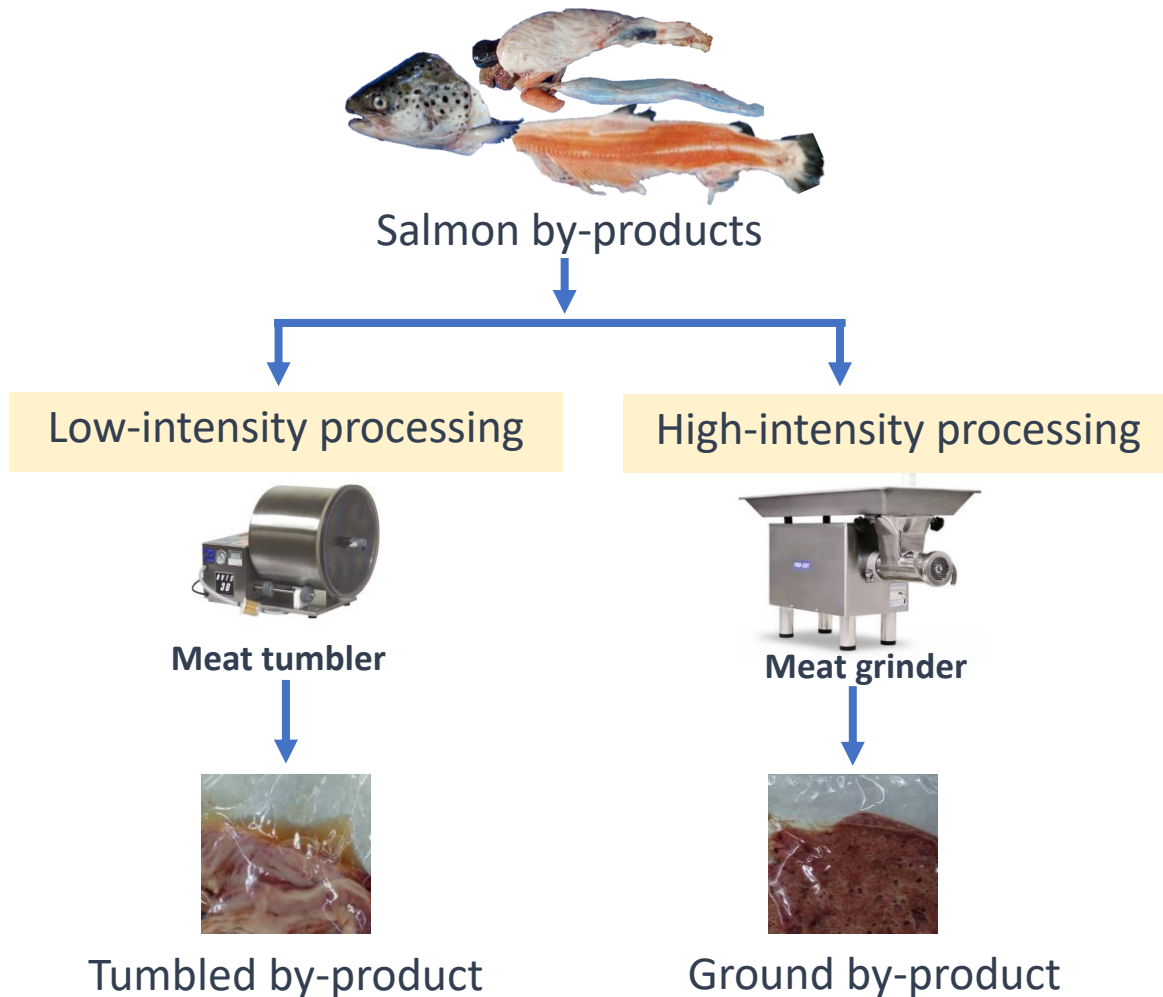 Salmon by-products
Low-intensity processing
High-intensity processing
Meat tumbler
Meat grinder
Tumbled by-product
Ground by-product